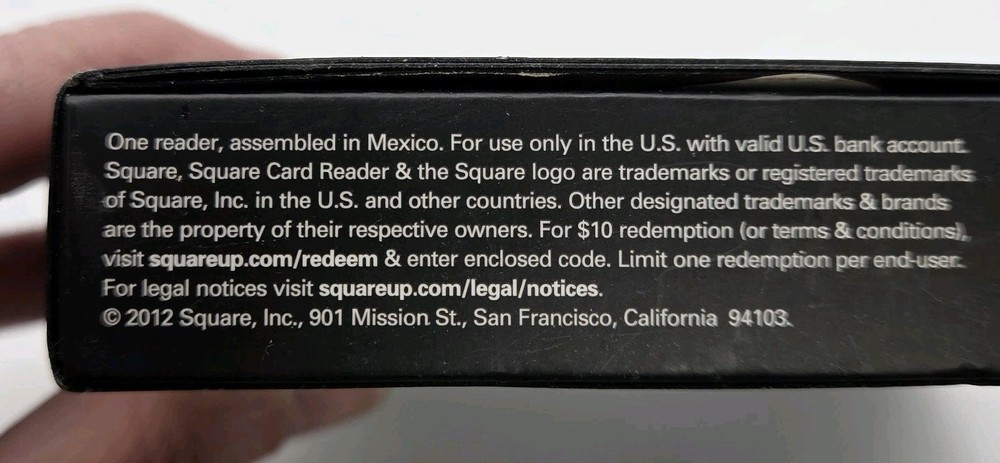 One reader, assembled in Mexico. For use only in the U.S. with valid U.S. bank account.
Square, Square Card Reader & the Square logo are trademarks or registered trademarks
of Square, Inc. in the U.S. and other countries. Other designated trademarks & brands
are the property of their respective owners. For $10 redemption (or terms & conditions),
visit squareup.com/redeem & enter enclosed code. Limit one redemption per end-user.
For legal notices visit squareup.com/legal/notices.
© 2012 Square, Inc., 901 Mission St., San Francisco, California 94103.